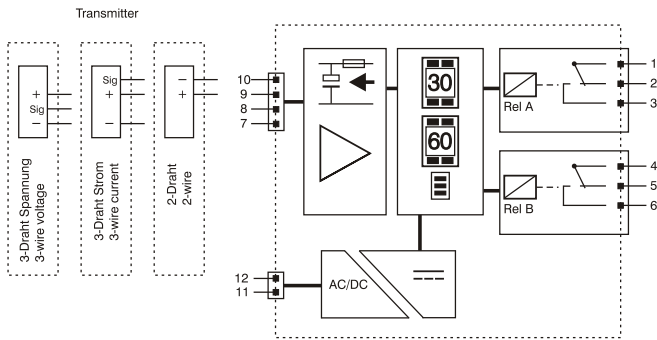 Transmitter
+
Sig
−
3-Draht Spannung
3-wire voltage
Sig
+
−
3-Draht Strom
3-wire current
−
+
2-Draht
2-wire
10
9
8
7
30
60
Rel A
1
2
3
Rel B
4
5
6
12
11
AC/DC